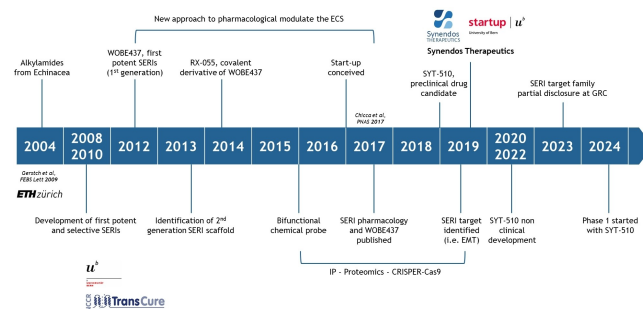 New approach to pharmacological modulate the ECS
Synendos
THERAPEUTICS
startup
u^b
University of Bern
Synendos Therapeutics
Alkylamides
from Echinacea
WOBE437, first
potent SERIs
(1st generation)
RX-055, covalent
derivative of WOBE437
Start-up
conceived
SYT-510,
preclinical drug
candidate
SERI target family
partial disclosure at GRC
Chicca et al,
PNAS 2017
2004
2008
2010
2012
2013
2014
2015
2016
2017
2018
2019
2020
2022
2023
2024
Gertsch et al,
FEBS Lett 2009
ETH zürich
Development of first potent
and selective SERIs
Identification of 2nd
generation SERI scaffold
Bifunctional
chemical probe
SERI pharmacology
and WOBE437
published
SERI target
identified
(i.e. EMT)
SYT-510 non
clinical
development
Phase 1 started
with SYT-510
IP - Proteomics - CRISPER-Cas9
u^b
TransCure